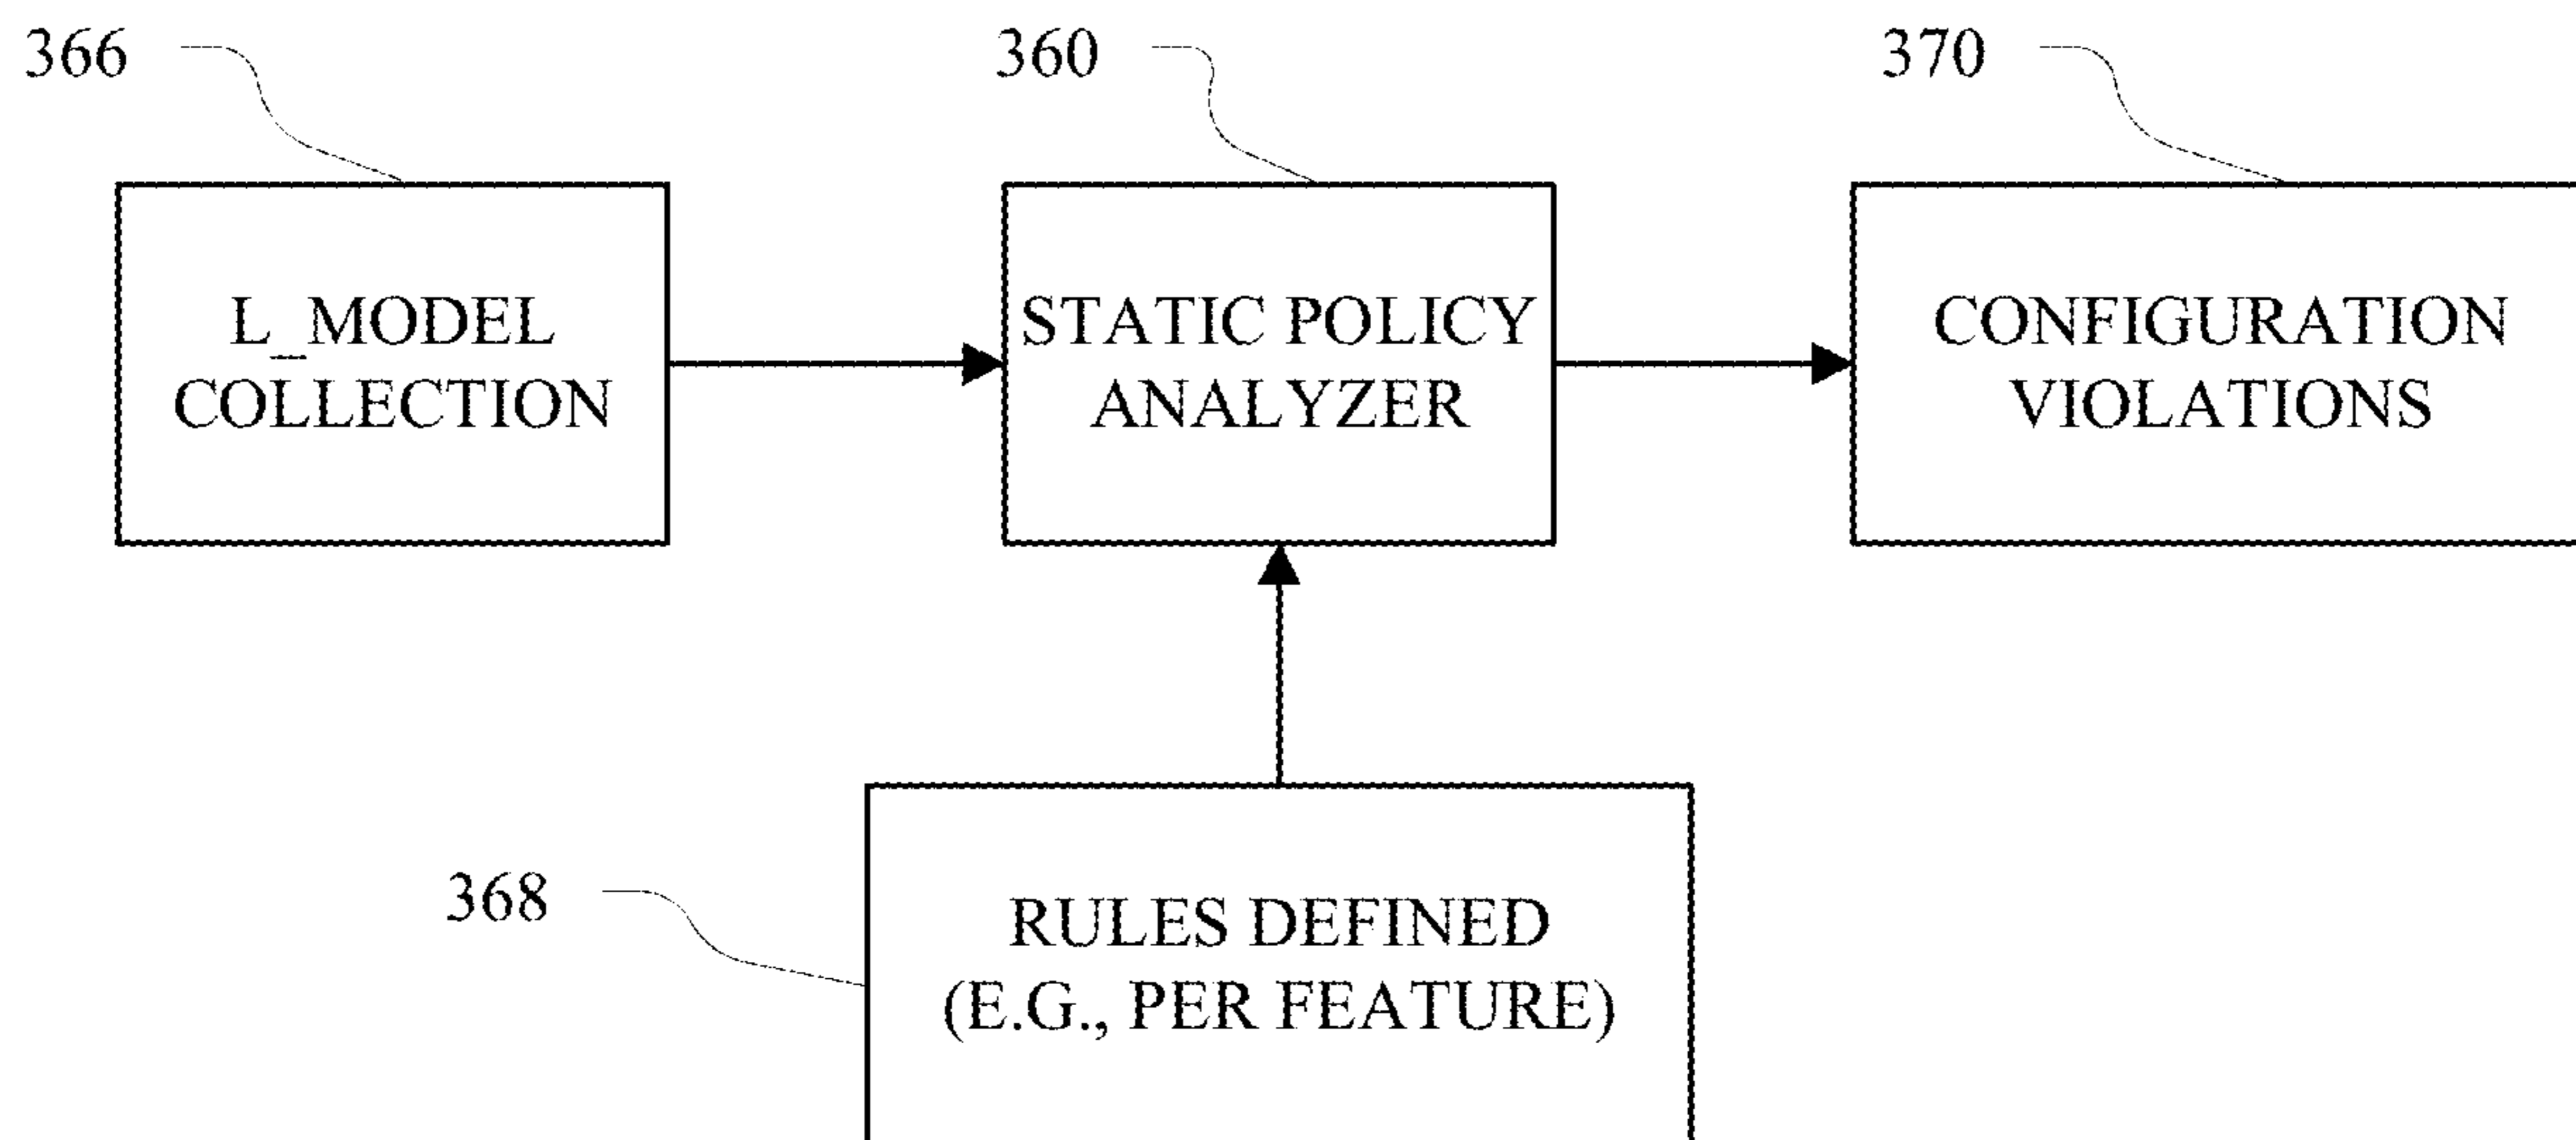 366
360
370
L_MODEL
COLLECTION
STATIC POLICY
ANALYZER
CONFIGURATION
VIOLATIONS
368
RULES DEFINED
(E.G., PER FEATURE)